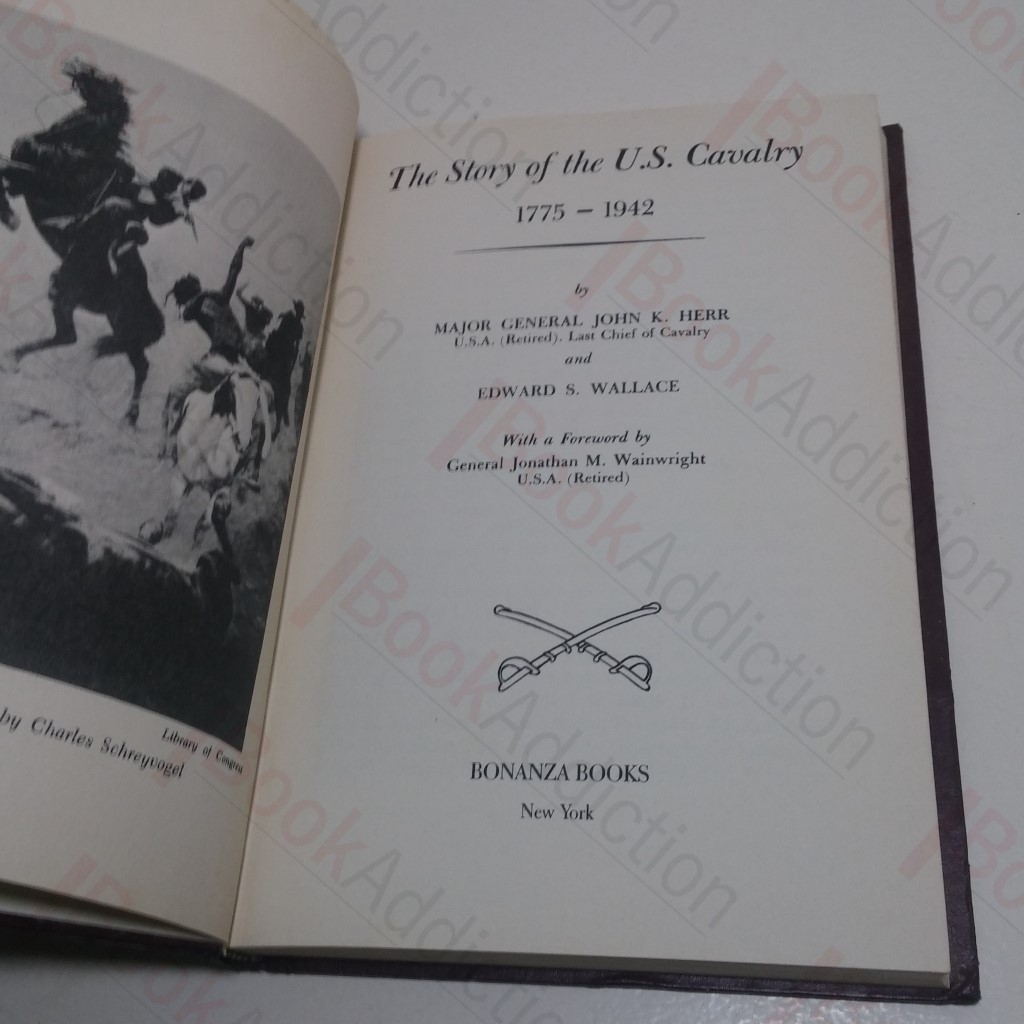 by Charles Schreyvogel
Library of Congress
The Story of the U.S. Cavalry
1775 – 1942
by
MAJOR GENERAL JOHN K. HERR
U.S.A. (Retired). Last Chief of Cavalry
and
EDWARD S. WALLACE
With a Foreword by
General Jonathan M. Wainwright
U.S.A. (Retired)
BONANZA BOOKS
New York
BookAddiction